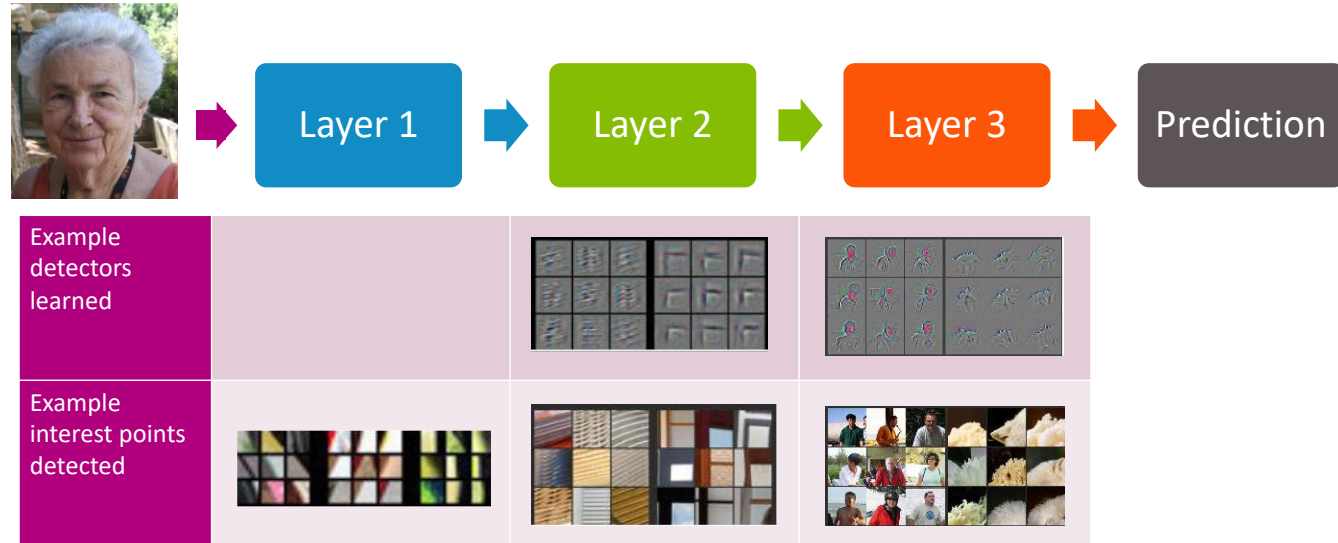 Layer 1
Layer 2
Layer 3
Prediction
Example
detectors
learned
Example
interest points
detected